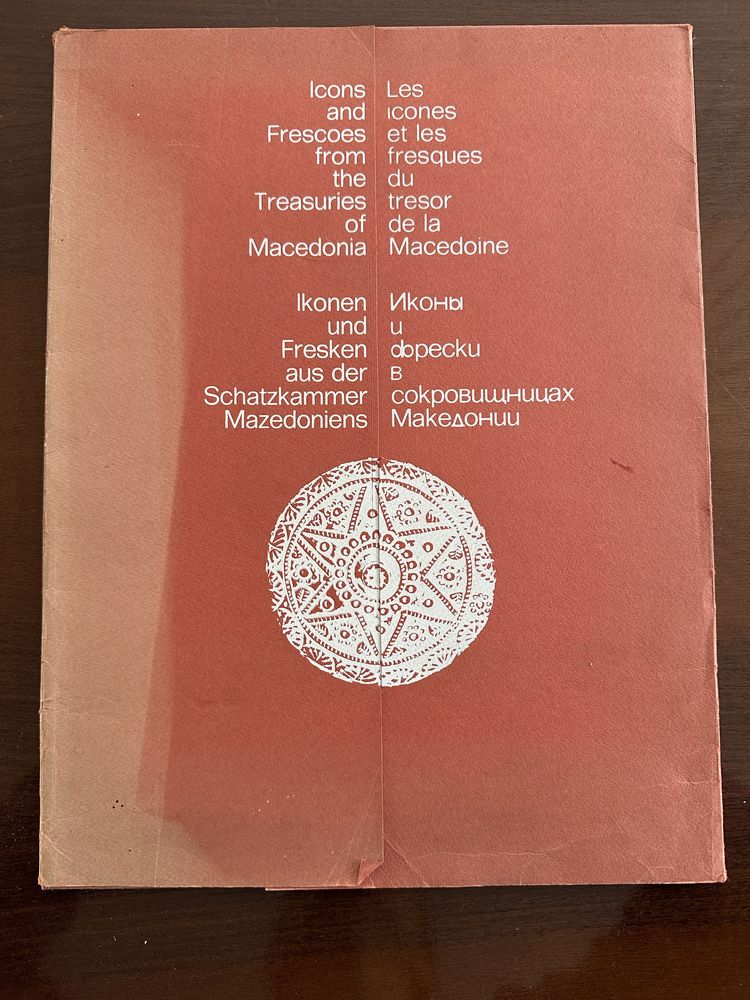 Icons
and
Frescoes
from
the
Treasuries
of
Macedonia
Les
icones
et les
fresques
du
tresor
de la
Macedoine
Ikonen
und
Fresken
aus der
Schatzkammer
Mazedoniens
Иконы
и
фрески
в
сокровищницах
Македонии